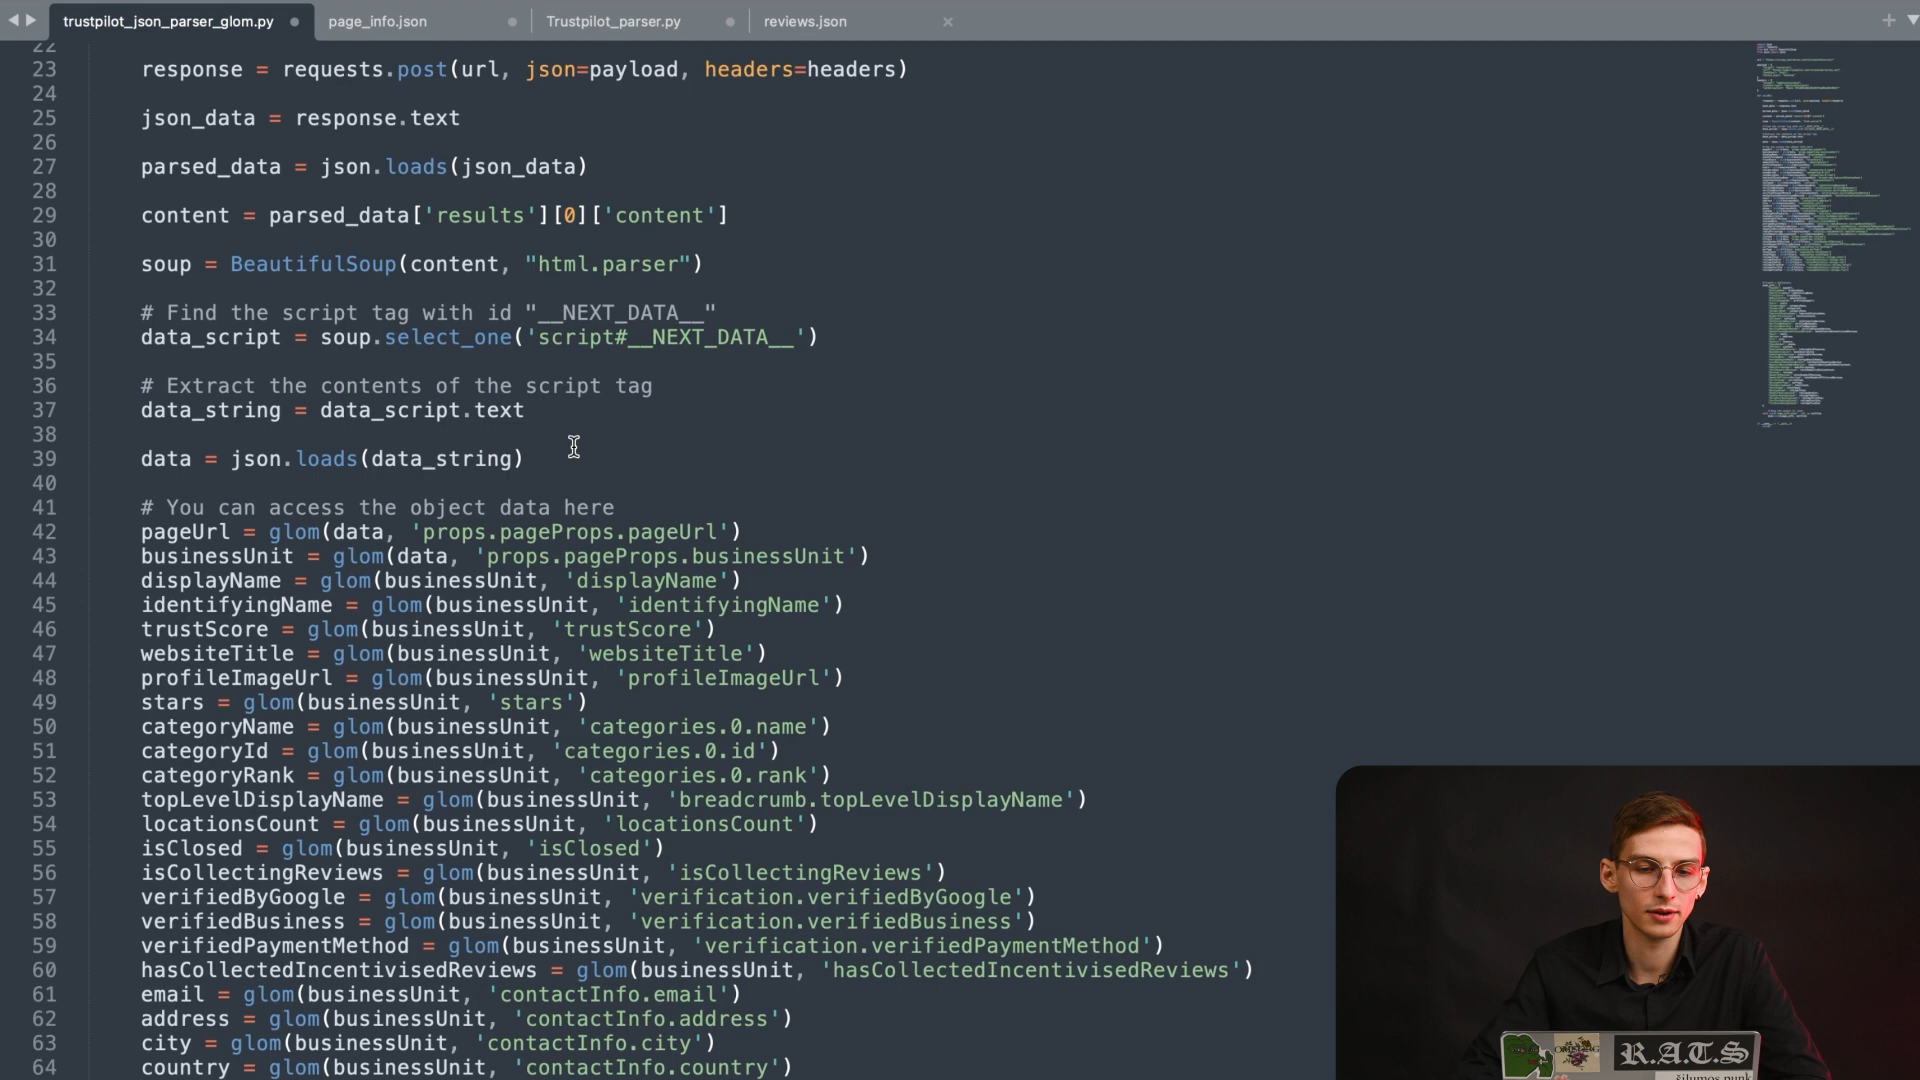 trustpilot_json_parser_glom.py
page_info.json
Trustpilot_parser.py
reviews.json
22
23 response = requests.post(url, json=payload, headers=headers)
24
25 json_data = response.text
26
27 parsed_data = json.loads(json_data)
28
29 content = parsed_data['results'][0]['content']
30
31 soup = BeautifulSoup(content, "html.parser")
32
33 # Find the script tag with id "__NEXT_DATA__"
34 data_script = soup.select_one('script#__NEXT_DATA__')
35
36 # Extract the contents of the script tag
37 data_string = data_script.text
38
39 data = json.loads(data_string)
40
41 # You can access the object data here
42 pageUrl = glom(data, 'props.pageProps.pageUrl')
43 businessUnit = glom(data, 'props.pageProps.businessUnit')
44 displayName = glom(businessUnit, 'displayName')
45 identifyingName = glom(businessUnit, 'identifyingName')
46 trustScore = glom(businessUnit, 'trustScore')
47 websiteTitle = glom(businessUnit, 'websiteTitle')
48 profileImageUrl = glom(businessUnit, 'profileImageUrl')
49 stars = glom(businessUnit, 'stars')
50 categoryName = glom(businessUnit, 'categories.0.name')
51 categoryId = glom(businessUnit, 'categories.0.id')
52 categoryRank = glom(businessUnit, 'categories.0.rank')
53 topLevelDisplayName = glom(businessUnit, 'breadcrumb.topLevelDisplayName')
54 locationsCount = glom(businessUnit, 'locationsCount')
55 isClosed = glom(businessUnit, 'isClosed')
56 isCollectingReviews = glom(businessUnit, 'isCollectingReviews')
57 verifiedByGoogle = glom(businessUnit, 'verification.verifiedByGoogle')
58 verifiedBusiness = glom(businessUnit, 'verification.verifiedBusiness')
59 verifiedPaymentMethod = glom(businessUnit, 'verification.verifiedPaymentMethod')
60 hasCollectedIncentivisedReviews = glom(businessUnit, 'hasCollectedIncentivisedReviews')
61 email = glom(businessUnit, 'contactInfo.email')
62 address = glom(businessUnit, 'contactInfo.address')
63 city = glom(businessUnit, 'contactInfo.city')
64 country = glom(businessUnit, 'contactInfo.country')
R.A.T.S
šilumos punk